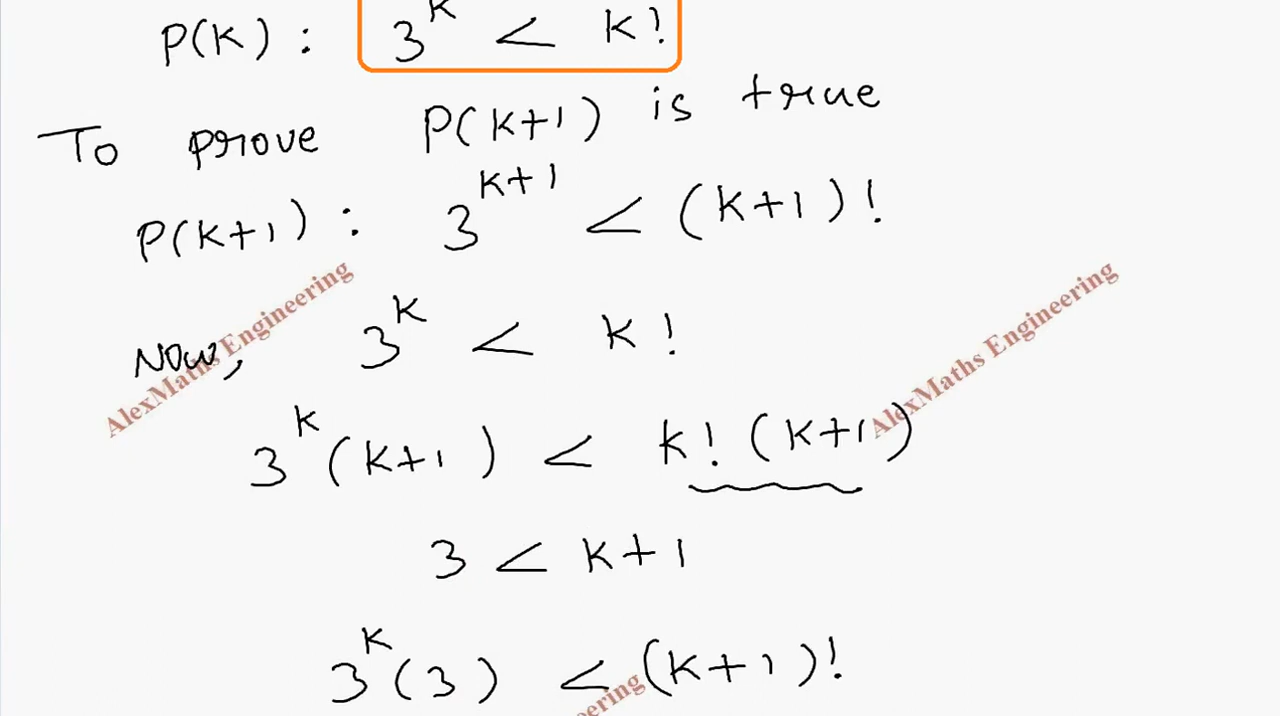 P(K) : 3^K < K!
To prove P(K+1) is true
P(K+1) : 3^{K+1} < (K+1)!
Now, 3^K < K!
AlexMaths Engineering
AlexMaths Engineering
3^K (K+1) < K! (K+1)
3 < K+1
3^K (3) < (K+1)!
eering